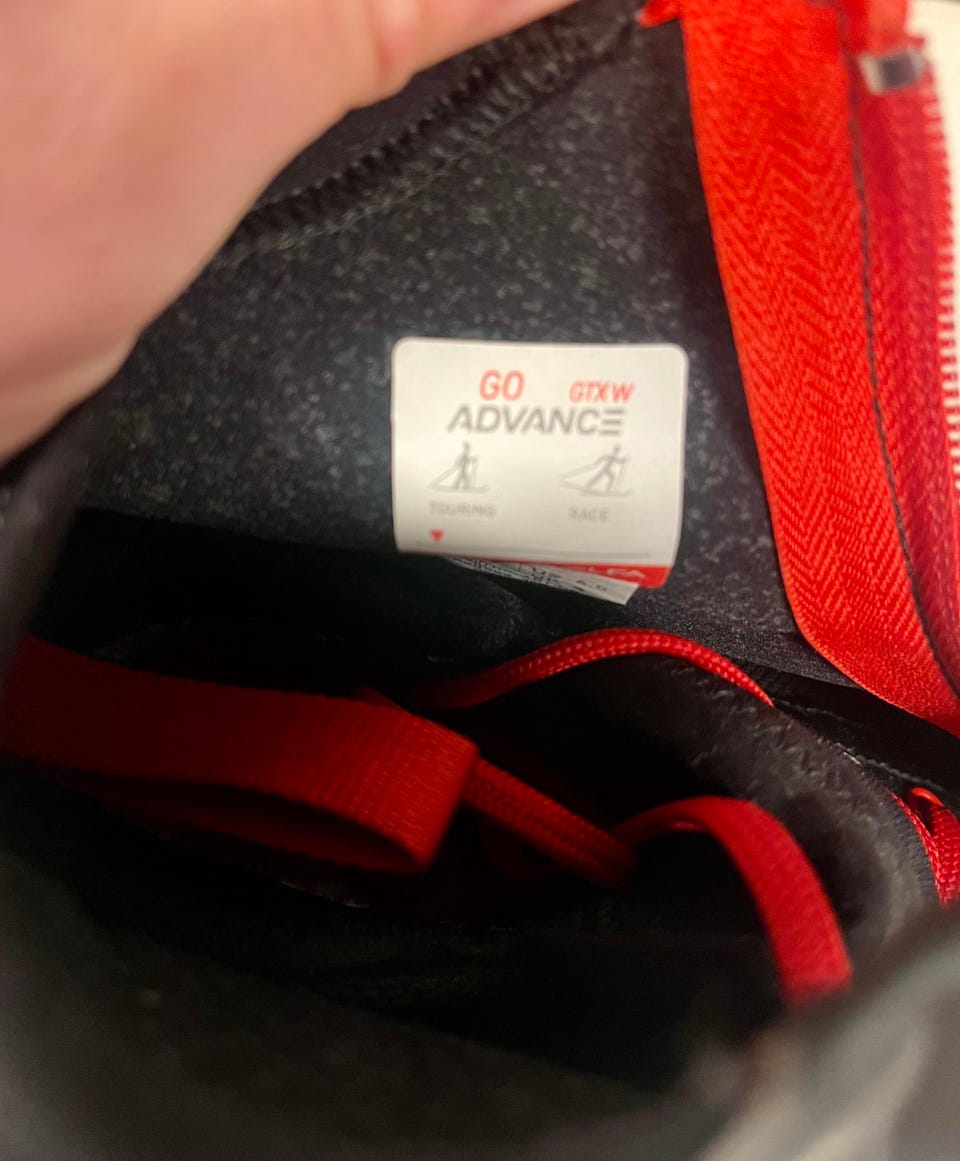 GO GTX W
ADVANCE
TOURING RACE